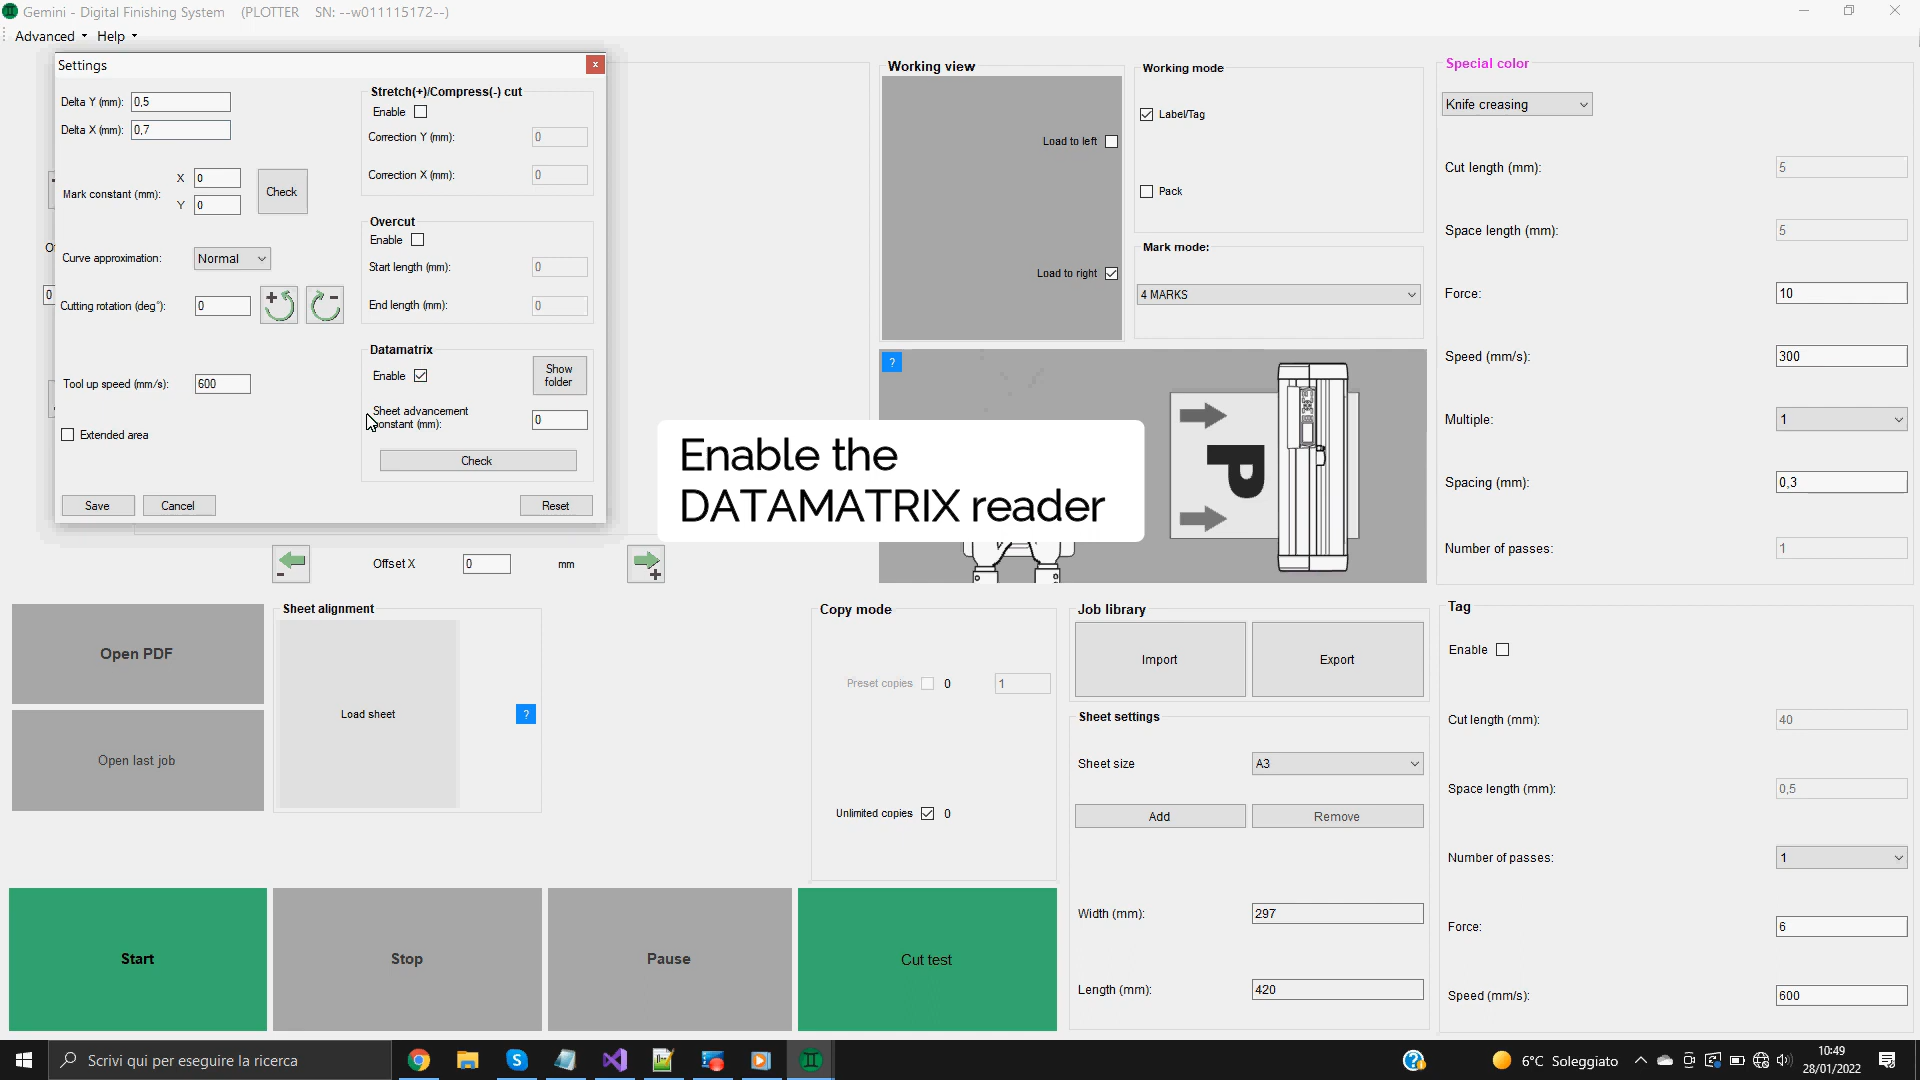 Gemini - Digital Finishing System (PLOTTER SN: --w011115172--)
Advanced Help
Settings
Delta Y (mm): 0,5
Delta X (mm): 0,7
Mark constant (mm):
X 0
Y 0
Check
Curve approximation: Normal
Cutting rotation (deg°): 0
Tool up speed (mm/s): 600
Extended area
Save Cancel Reset
Stretch(+)/Compress(-) cut
Enable
Correction Y (mm): 0
Correction X (mm): 0
Overcut
Enable
Start length (mm): 0
End length (mm): 0
Datamatrix
Enable
Show
folder
Sheet advancement
constant (mm): 0
Check
0
Offset X 0 mm
Working view
Load to left
Load to right
Working mode
Label/Tag
Pack
Mark mode:
4 MARKS
?
P
Enable the
DATAMATRIX reader
Special color
Knife creasing
Cut length (mm): 5
Space length (mm): 5
Force: 10
Speed (mm/s): 300
Multiple: 1
Spacing (mm): 0,3
Number of passes: 1
Open PDF
Open last job
Sheet alignment
Load sheet
?
Copy mode
Preset copies 0 1
Unlimited copies 0
Job library
Import Export
Sheet settings
Sheet size A3
Add Remove
Width (mm): 297
Length (mm): 420
Tag
Enable
Cut length (mm): 40
Space length (mm): 0,5
Number of passes: 1
Force: 6
Speed (mm/s): 600
Start Stop Pause Cut test
Scrivi qui per eseguire la ricerca
6°C Soleggiato
10:49
28/01/2022